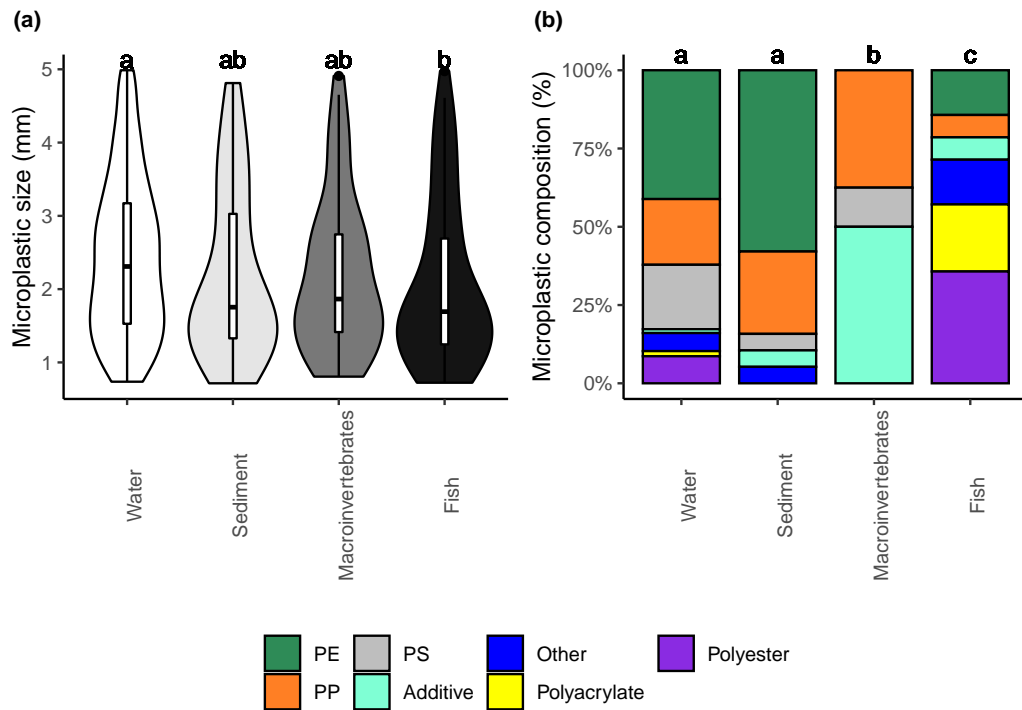 (a)
(b)
a
ab
ab
b
a
a
b
c
Microplastic size (mm)
5
4
3
2
1
Water
Sediment
Macroinvertebrates
Fish
Microplastic composition (%)
100%
75%
50%
25%
0%
Water
Sediment
Macroinvertebrates
Fish
PE
PS
Other
Polyester
PP
Additive
Polyacrylate